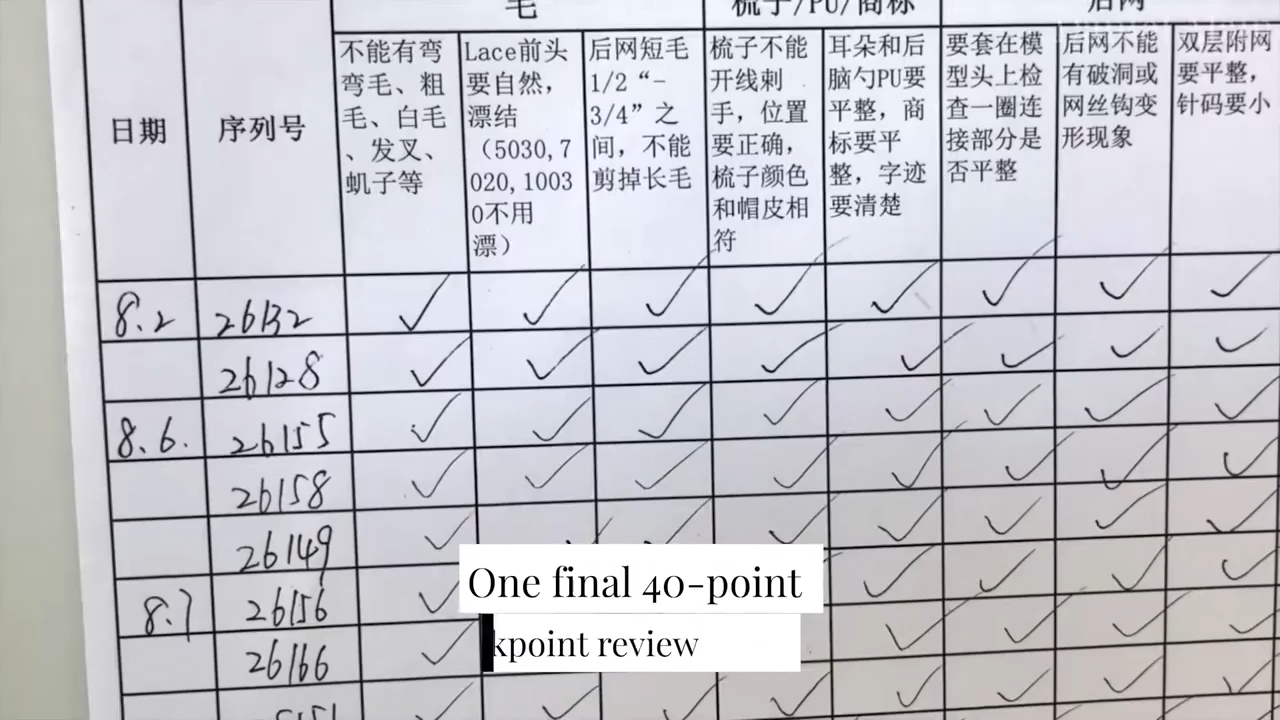 毛
梳子/PU/商标
后网
日期
序列号
不能有弯
弯毛、粗
毛、白毛
、发叉、
虮子等
Lace前头
要自然,
漂结
（5030,7
020,1003
0不用
漂）
后网短毛
1/2“-
3/4”之
间，不能
剪掉长毛
梳子不能
开线刺
手，位置
要正确，
梳子颜色
和帽皮相
符
耳朵和后
脑勺PU要
平整，商
标要平
整，字迹
要清楚
要套在模
型头上检
查一圈连
接部分是
否平整
后网不能
有破洞或
网丝钩变
形现象
双层附网
要平整，
针码要小
8.2 26132
26128
8.6. 26155
26158
26149
8.7 26156
26166
One final 40-point
kpoint review